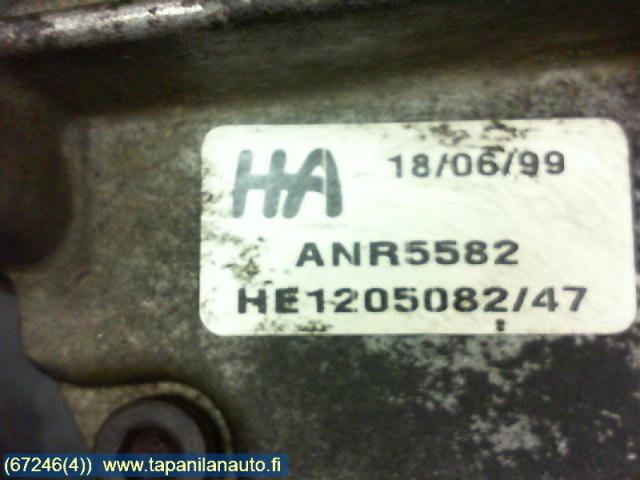 HA 18/06/99
ANR5582
HE1205082/47
(67246(4)) www.tapanilanauto.fi